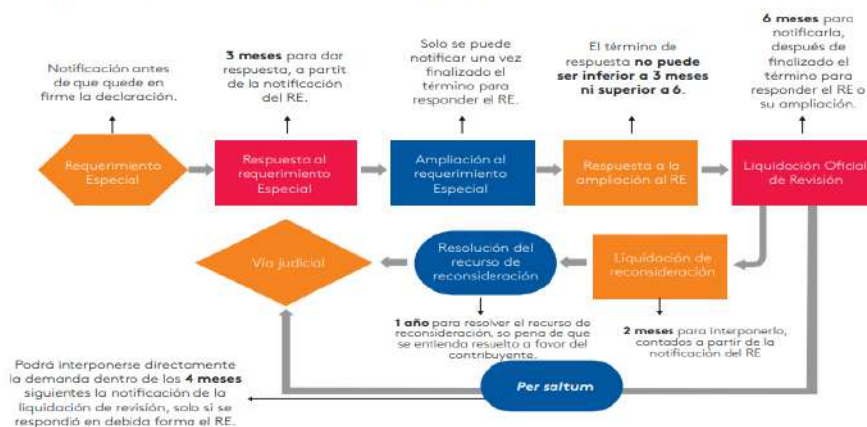 Notificación antes
de que quede en
firme la declaración.
3 meses para dar
respuesta, a partir
de la notificación
del RE.
Solo se puede
notificar una vez
finalizado el
término para
responder el RE.
El término de
respuesta no puede
ser inferior a 3 meses
ni superior a 6.
6 meses para
notificarla,
después de
finalizado el
término para
responder el RE o
su ampliación.
Requerimiento
Especial
Respuesta al
requerimiento
Especial
Ampliación al
requerimiento
Especial
Respuesta a la
ampliación al RE
Liquidación Oficial
de Revisión
Vía judicial
Resolución del
recurso de
reconsideración
Liquidación de
reconsideración
1 año para resolver el recurso de
reconsideración, so pena de que
se entienda resuelto a favor del
contribuyente.
2 meses para interponerlo,
contados a partir de la
notificación del RE
Podrá interponerse directamente
la demanda dentro de los 4 meses
siguientes la notificación de la
liquidación de revisión, solo si se
respondió en debida forma el RE.
Per saltum